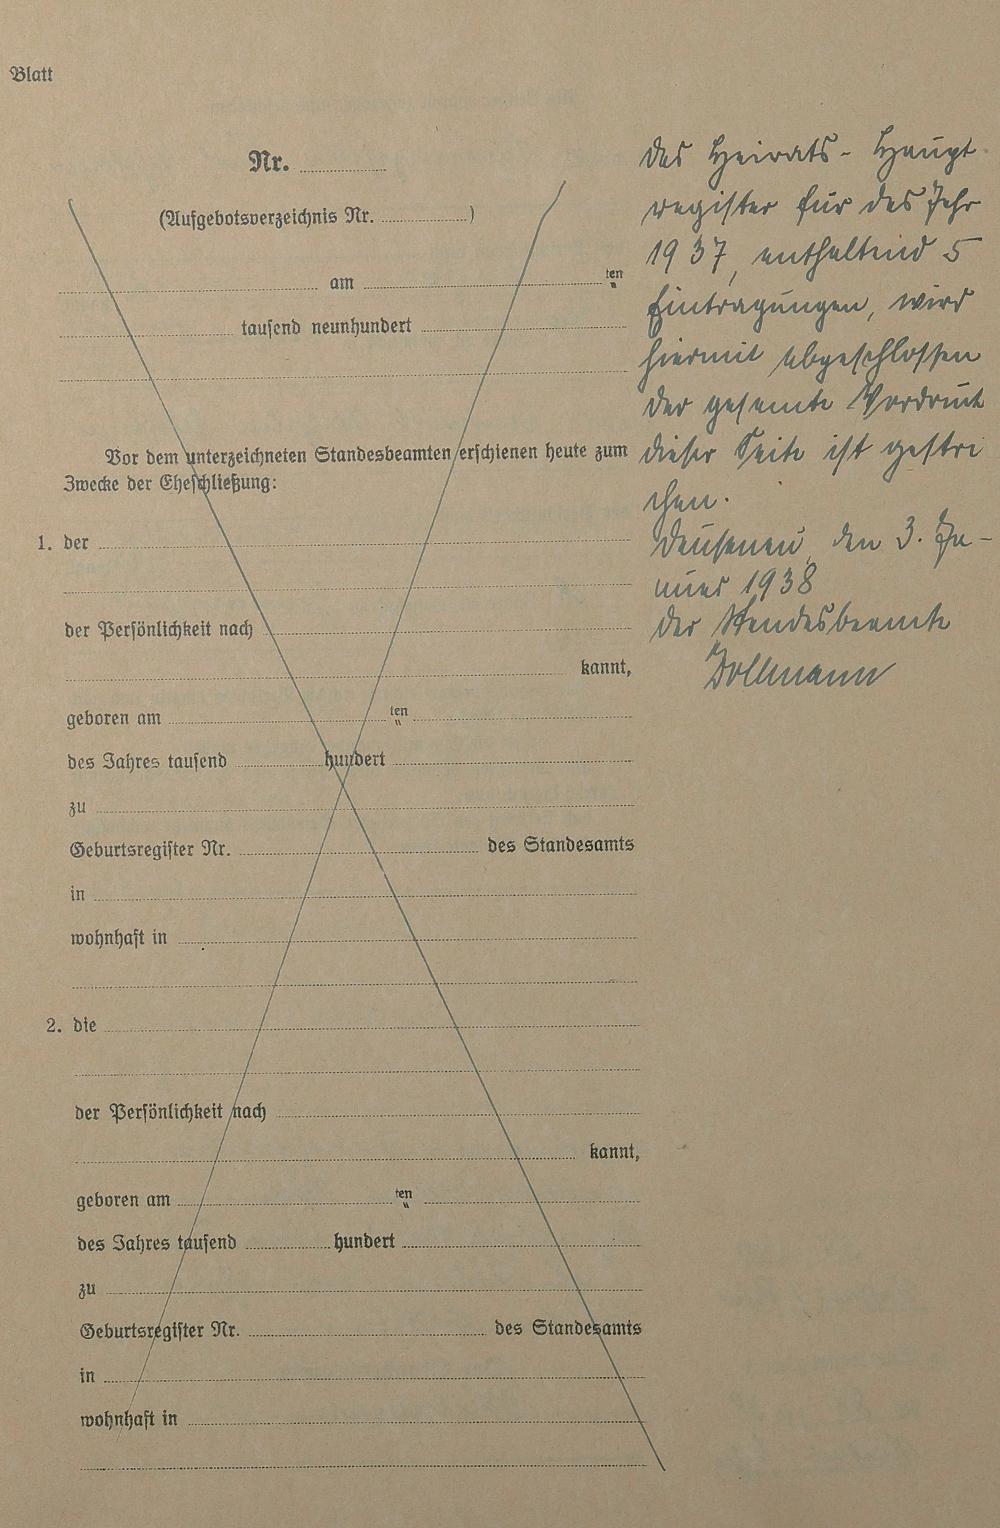 Blatt
Nr.
(Aufgebotsverzeichnis Nr. )
am ten
tausend neunhundert
Vor dem unterzeichneten Standesbeamten erschienen heute zum
Zwecke der Eheschließung:
1. der
der Persönlichkeit nach
kannt,
geboren am ten
des Jahres tausend hundert
zu
Geburtsregister Nr. des Standesamts
in
wohnhaft in
2. die
der Persönlichkeit nach
kannt,
geboren am ten
des Jahres tausend hundert
zu
Geburtsregister Nr. des Standesamts
in
wohnhaft in
Das Heirats- Haupt
register für das Jahr
1937, enthaltend 5
Eintragungen, wird
hiermit abgeschlossen
der gesamte Vordruck
dieser Seite ist gestri
chen.
den 3. Ja-
nuar 1938
Der Standesbeamte
Dollmann